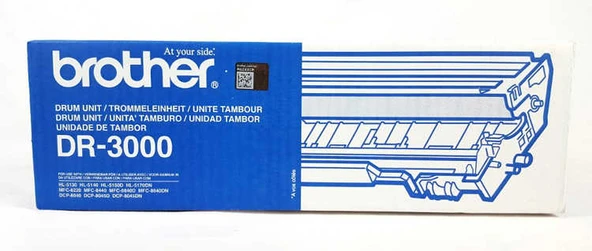 At your side.
brother®
DRUM UNIT / TROMMELEINHEIT / UNITE TAMBOUR
DRUM UNIT / UNITA' TAMBURO / UNIDAD TAMBOR
UNIDADE DE TAMBOR
DR-3000
HL-5130 HL-5140 HL-5150D HL-5170DN
MFC-8220 MFC-8440 MFC-8840D MFC-8840DN
DCP-8040 DCP-8045D DCP-8045DN